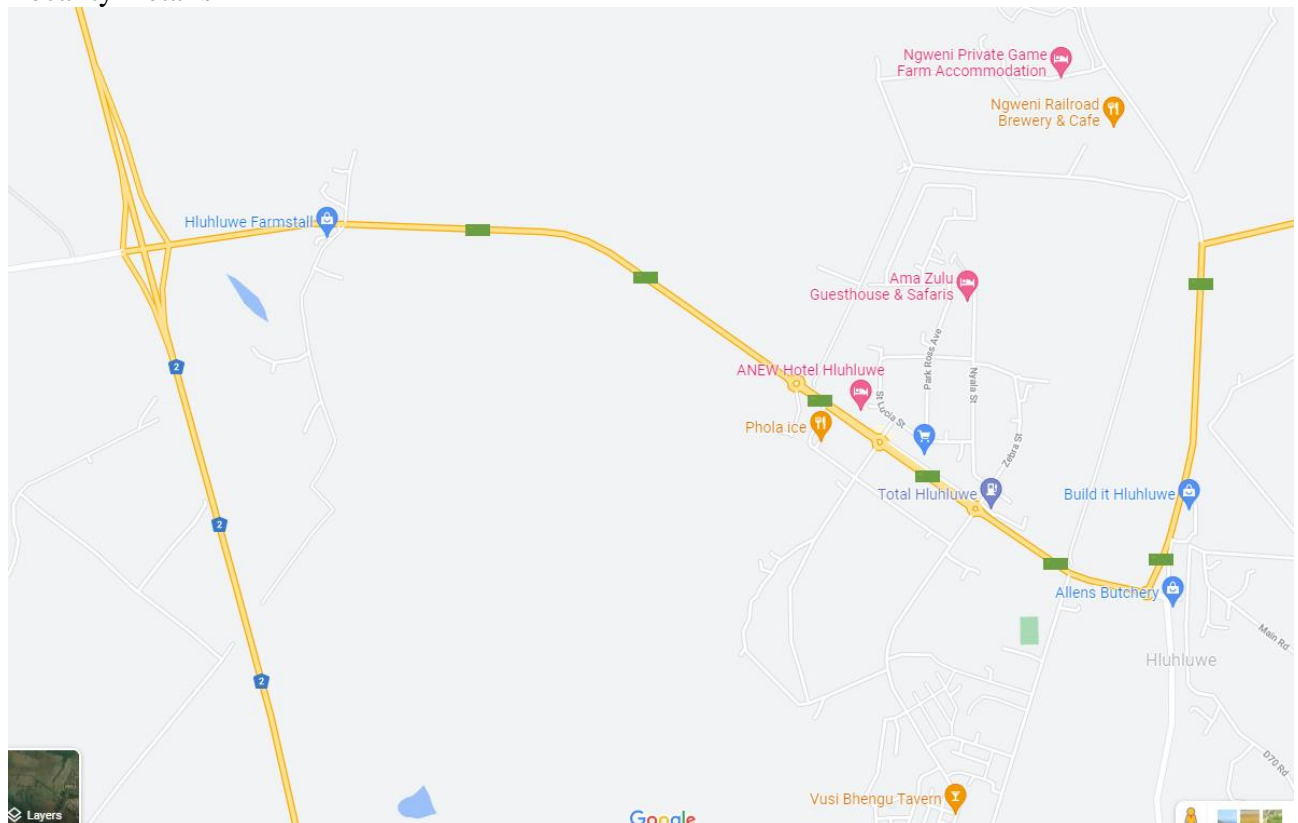 Ngweni Private Game
Farm Accommodation
Ngweni Railroad
Brewery & Cafe
Hluhluwe Farmstall
Ama Zulu
Guesthouse & Safaris
Park Ross Ave
ANEW Hotel Hluhluwe
2
St Lucia St
Nyala St
Phola ice
Zebra St
Total Hluhluwe
Build it Hluhluwe
2
Allens Butchery
Main Rd
Hluhluwe
2
D70 Rd
Vusi Bhengu Tavern
Layers
Google